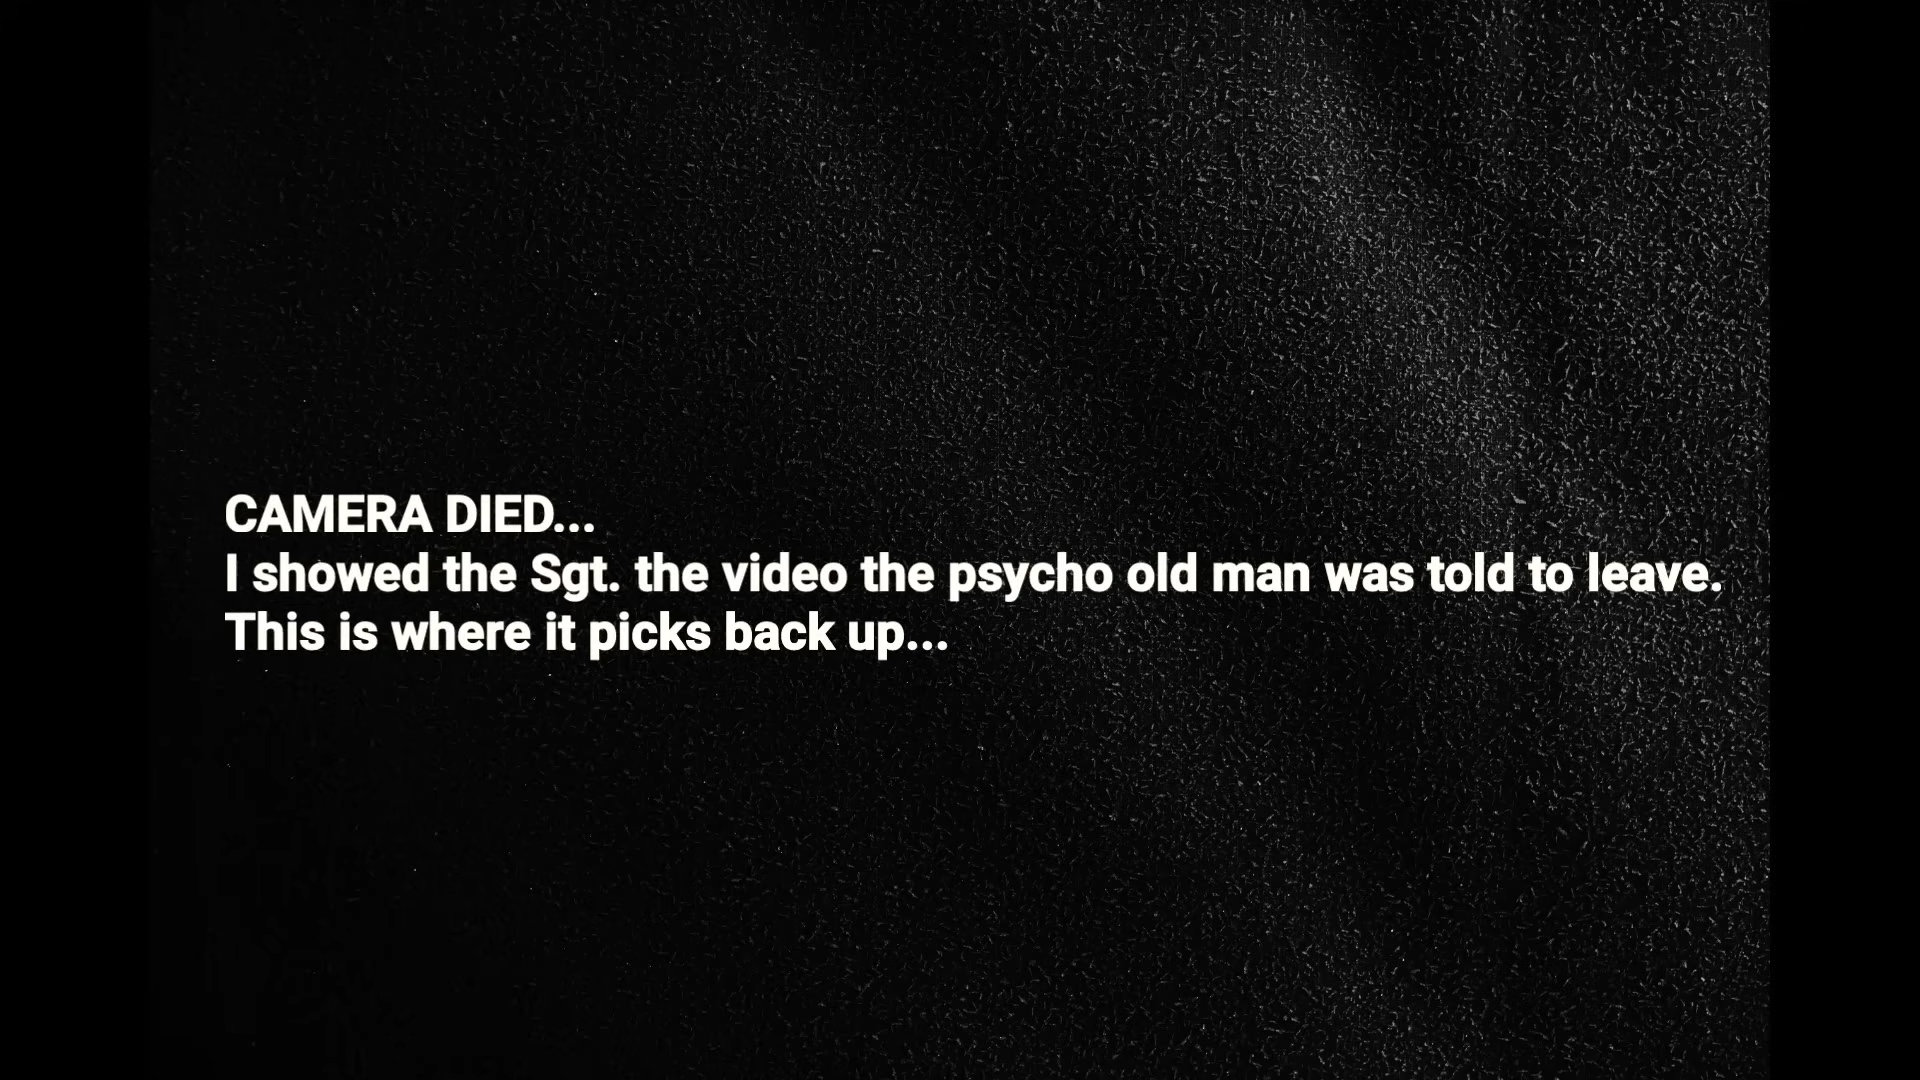 CAMERA DIED...
I showed the Sgt. the video the psycho old man was told to leave.
This is where it picks back up...